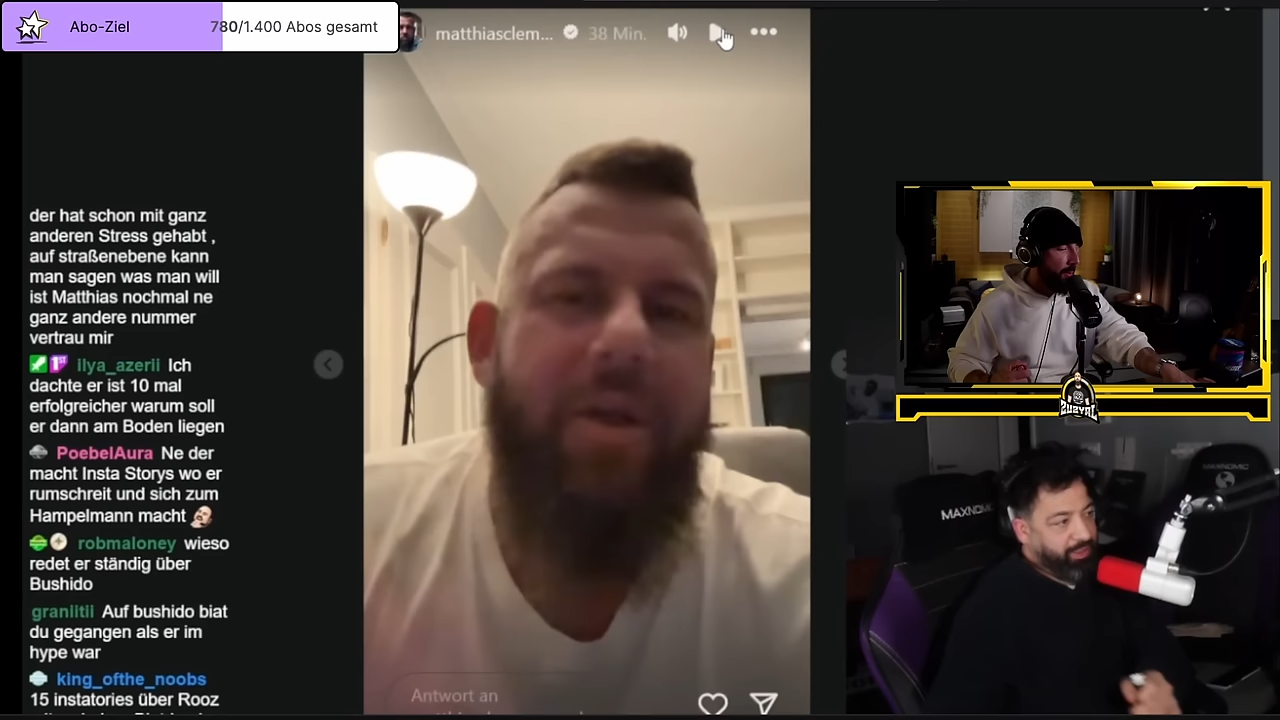 Abo-Ziel
780/1.400 Abos gesamt
matthiasclem...
38 Min.
der hat schon mit ganz
anderen Stress gehabt ,
auf straßenebene kann
man sagen was man will
ist Matthias nochmal ne
ganz andere nummer
vertrau mir
ilya_azerii Ich
dachte er ist 10 mal
erfolgreicher warum soll
er dann am Boden liegen
PoebelAura Ne der
macht Insta Storys wo er
rumschreit und sich zum
Hampelmann macht
robmaloney wieso
redet er ständig über
Bushido
graniitii Auf bushido biat
du gegangen als er im
hype war
king_ofthe_noobs
15 instatories über Rooz
Antwort an
MAXNOMIC
MAXNOMIC